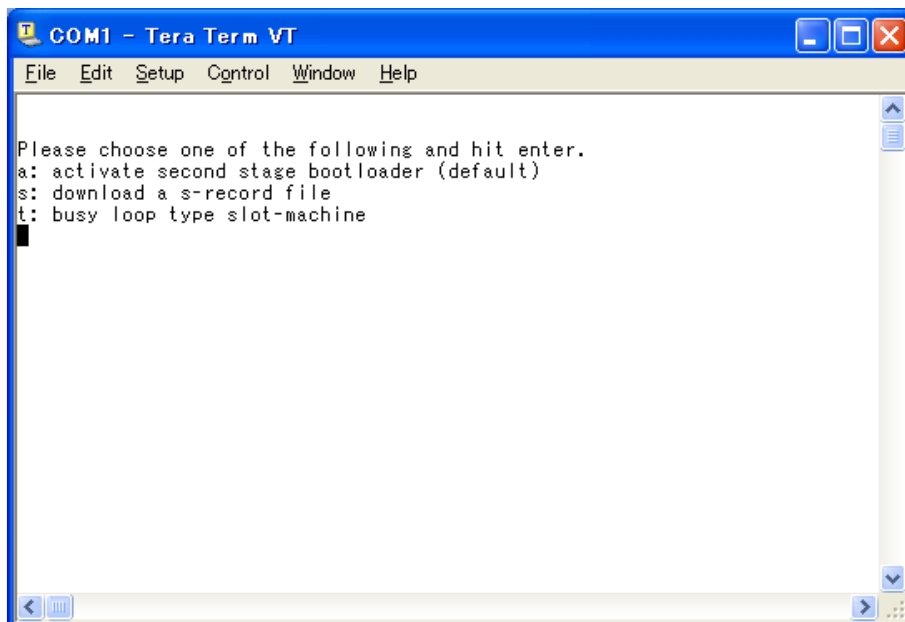 COM1 - Tera Term VT
File Edit Setup Control Window Help
Please choose one of the following and hit enter.
a: activate second stage bootloader (default)
s: download a s-record file
t: busy loop type slot-machine